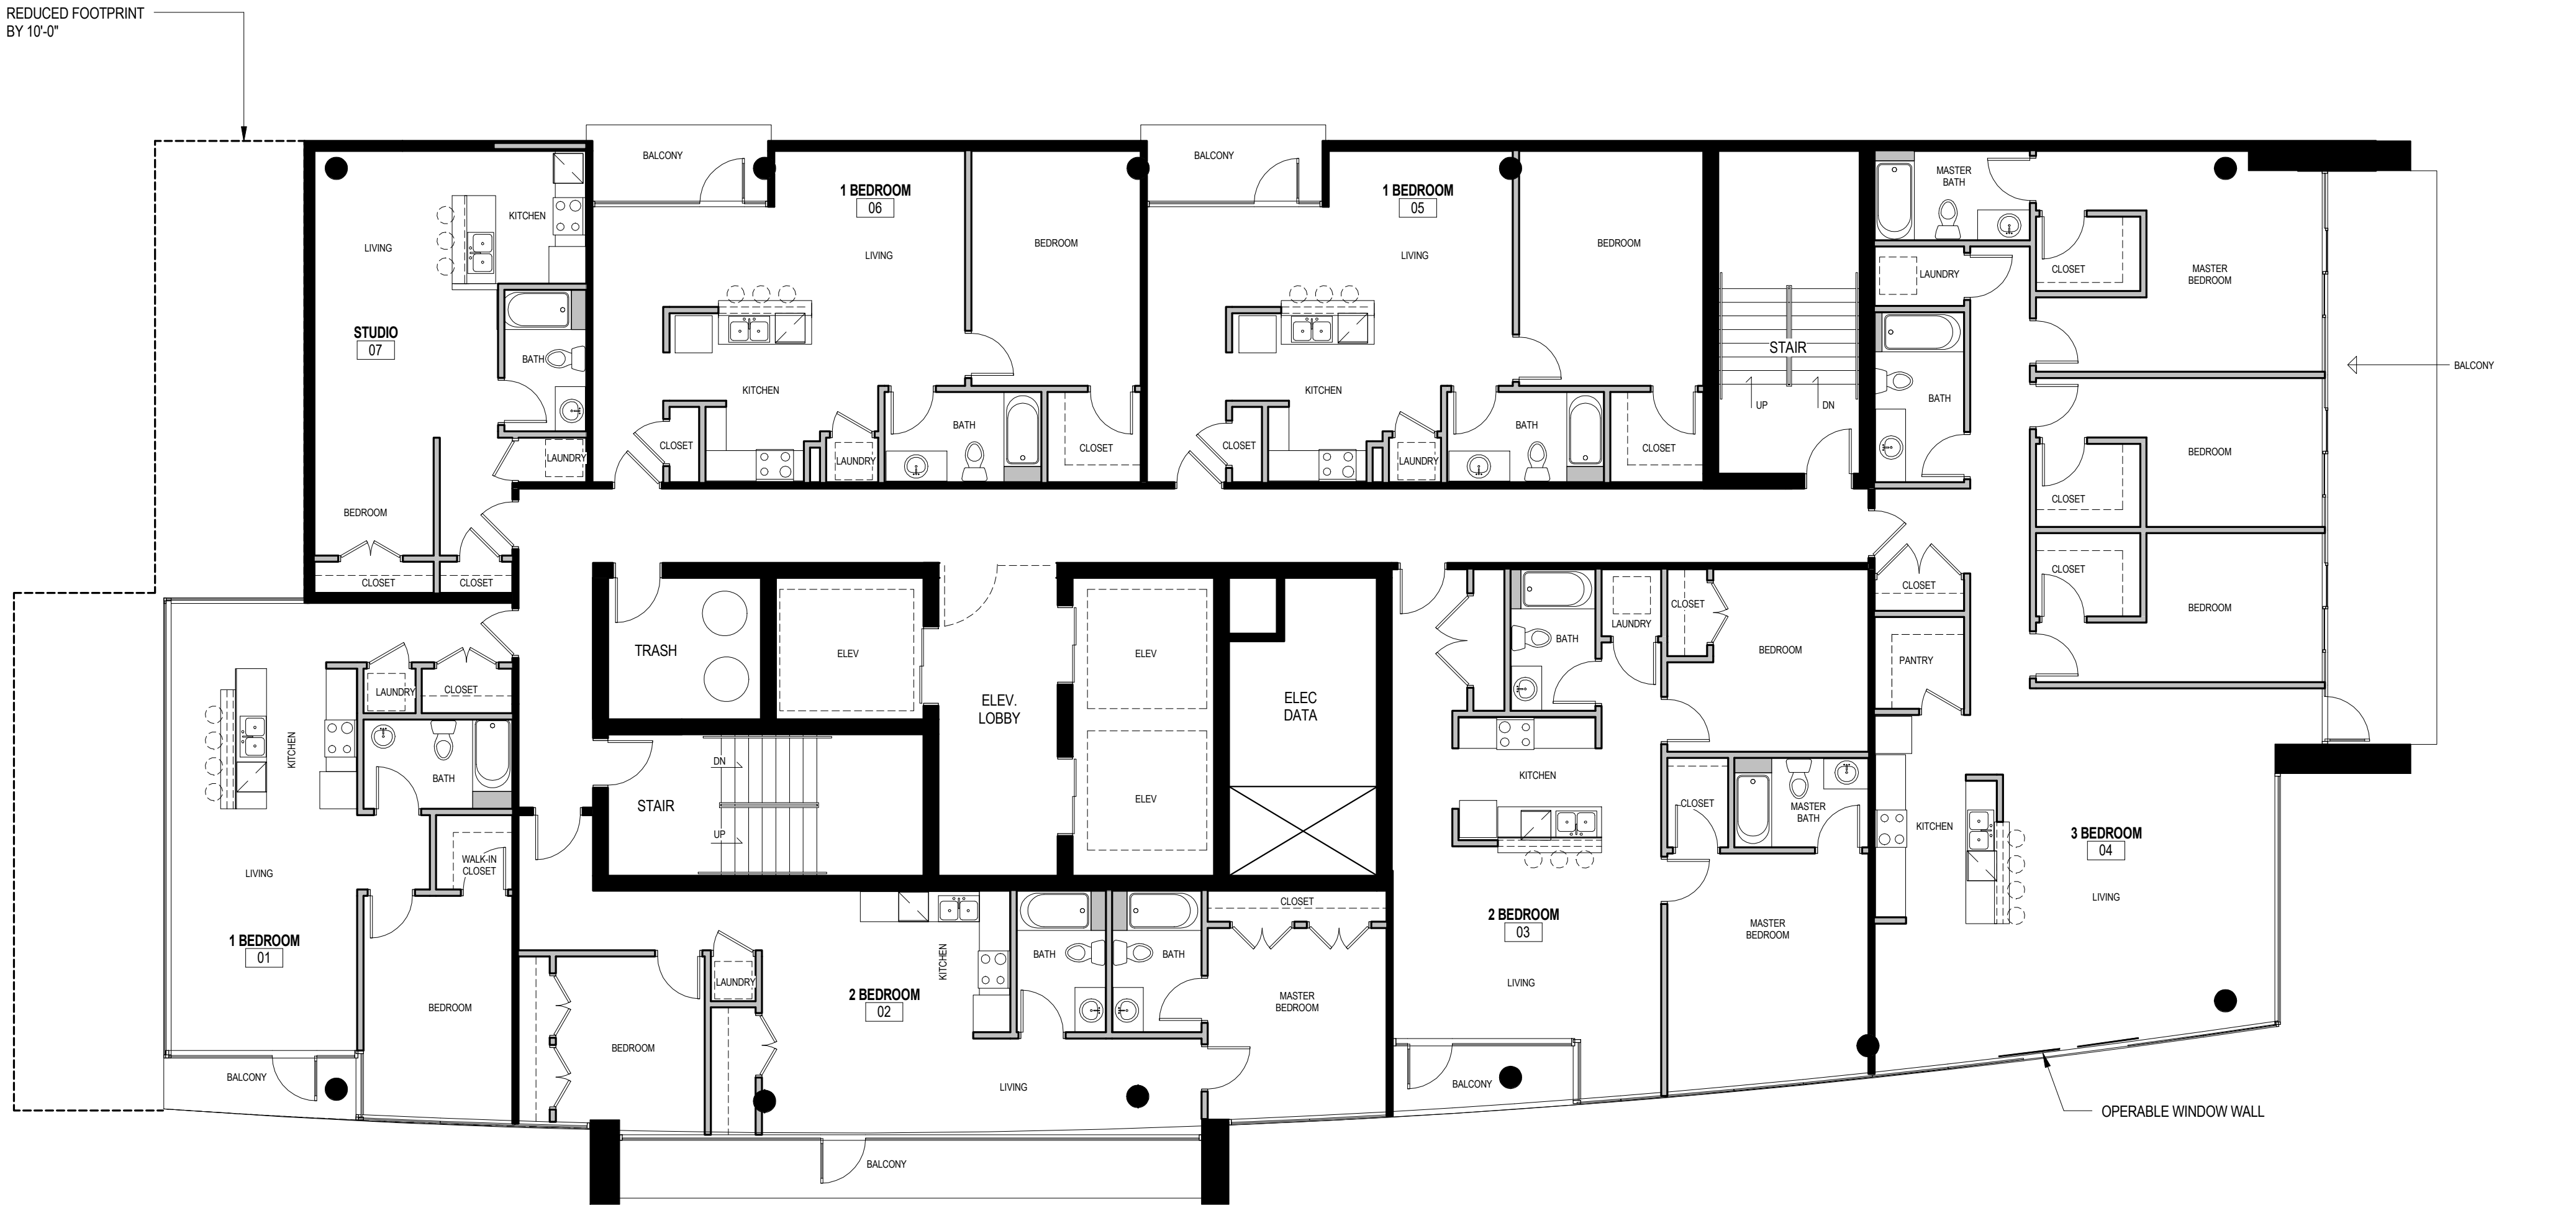 REDUCED FOOTPRINT
BY 10'-0"
STUDIO
07
LIVING
KITCHEN
BATH
LAUNDRY
BEDROOM
CLOSET
CLOSET
BALCONY
1 BEDROOM
06
LIVING
BEDROOM
KITCHEN
CLOSET
LAUNDRY
BATH
CLOSET
BALCONY
1 BEDROOM
05
LIVING
BEDROOM
KITCHEN
CLOSET
LAUNDRY
BATH
CLOSET
STAIR
UP
DN
MASTER
BATH
LAUNDRY
CLOSET
MASTER
BEDROOM
BATH
BEDROOM
CLOSET
CLOSET
BEDROOM
CLOSET
PANTRY
KITCHEN
3 BEDROOM
04
LIVING
BALCONY
OPERABLE WINDOW WALL
TRASH
ELEV
ELEV.
LOBBY
ELEV
ELEV
ELEC
DATA
STAIR
DN
UP
LAUNDRY
CLOSET
KITCHEN
BATH
WALK-IN
CLOSET
LIVING
1 BEDROOM
01
BEDROOM
BALCONY
BEDROOM
LAUNDRY
2 BEDROOM
02
KITCHEN
BATH
BATH
CLOSET
MASTER
BEDROOM
LIVING
BALCONY
BATH
LAUNDRY
CLOSET
BEDROOM
KITCHEN
CLOSET
MASTER
BATH
2 BEDROOM
03
MASTER
BEDROOM
LIVING
BALCONY